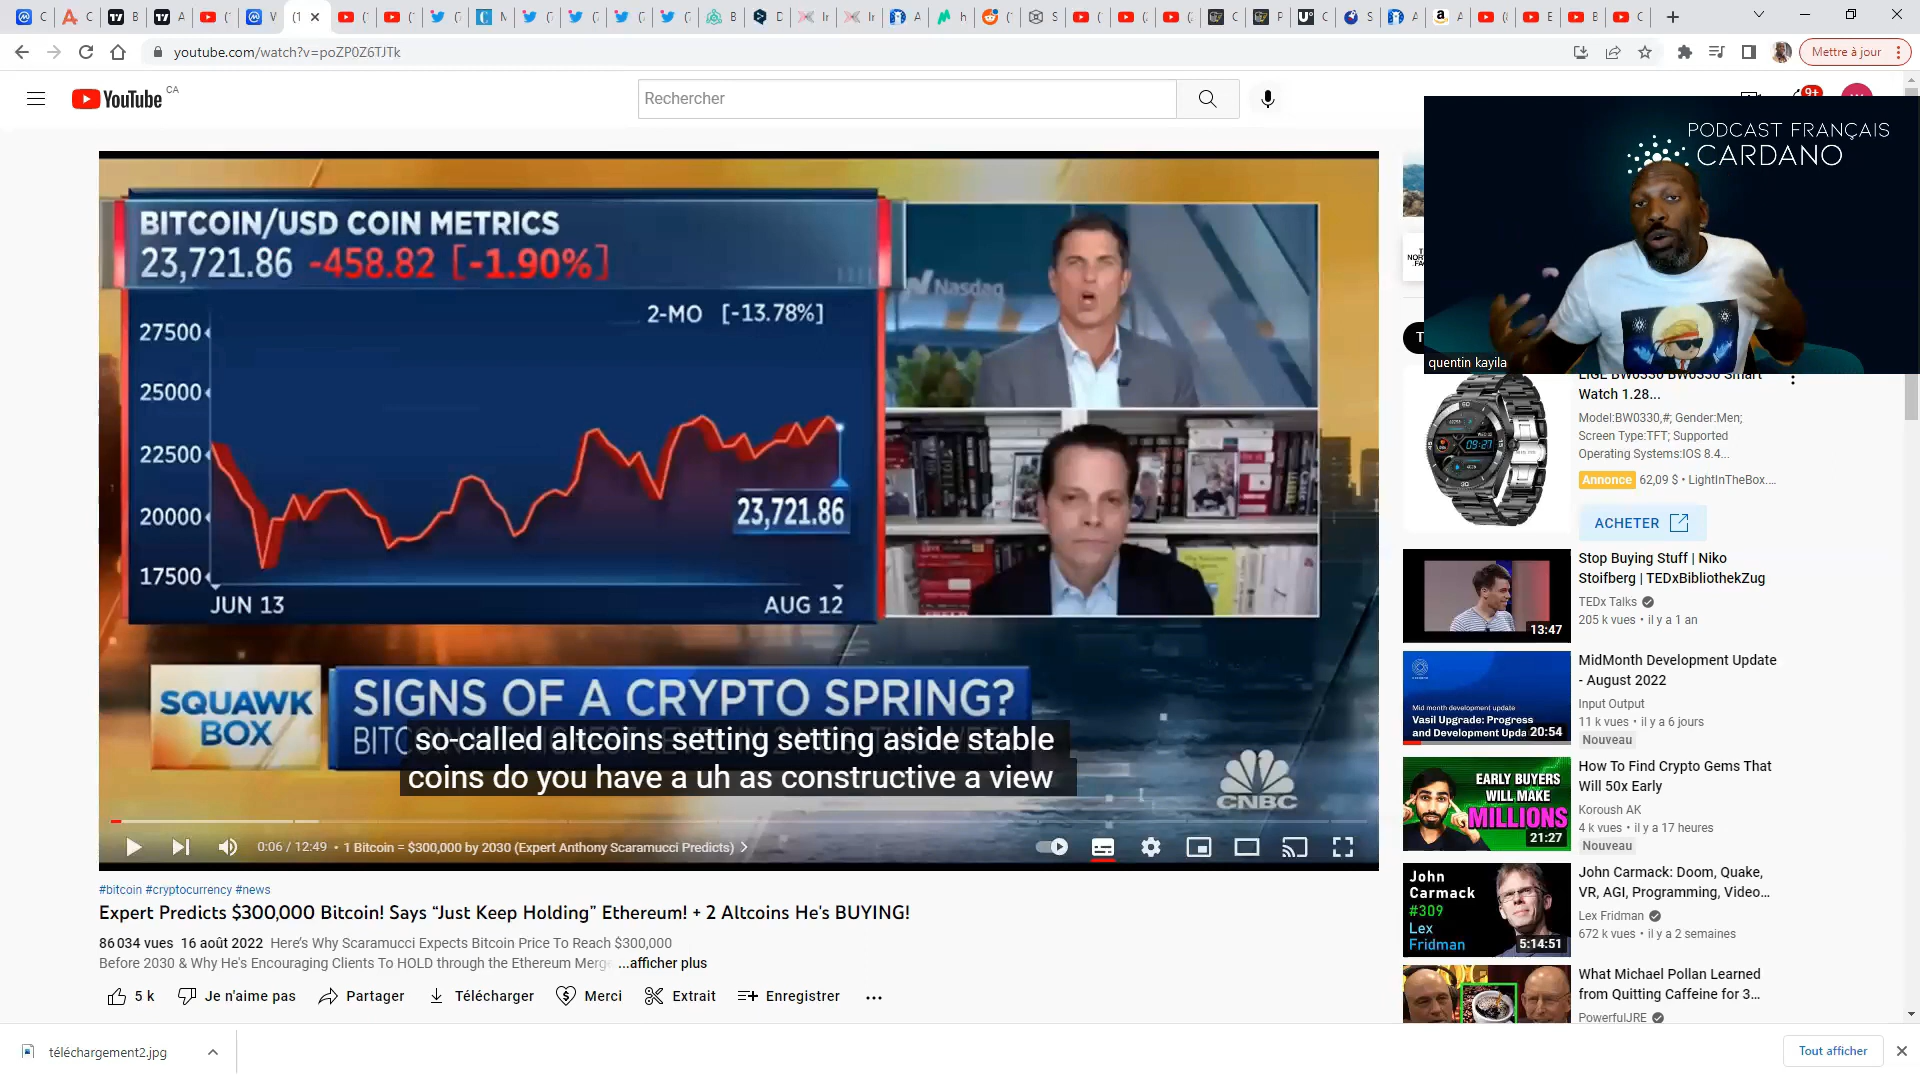 youtube.com/watch?v=poZP0Z6TJTk
Mettre à jour
YouTube CA
Rechercher
9+
PODCAST FRANÇAIS
CARDANO
quentin kayila
BITCOIN/USD COIN METRICS
23,721.86 -458.82 [-1.90%]
2-MO [-13.78%]
27500
25000
22500
20000
17500
23,721.86
JUN 13
AUG 12
Nasdaq
SQUAWK
BOX
SIGNS OF A CRYPTO SPRING?
so-called altcoins setting setting aside stable
coins do you have a uh as constructive a view
CNBC
0:06 / 12:49 • 1 Bitcoin = $300,000 by 2030 (Expert Anthony Scaramucci Predicts)
#bitcoin #cryptocurrency #news
Expert Predicts $300,000 Bitcoin! Says “Just Keep Holding” Ethereum! + 2 Altcoins He's BUYING!
86 034 vues 16 août 2022 Here’s Why Scaramucci Expects Bitcoin Price To Reach $300,000
Before 2030 & Why He's Encouraging Clients To HOLD through the Ethereum Merge ...afficher plus
5 k
Je n'aime pas
Partager
Télécharger
Merci
Extrait
Enregistrer
LIGE BW0330 BW0330 Smart
Watch 1.28...
Model:BW0330,#; Gender:Men;
Screen Type:TFT; Supported
Operating Systems:IOS 8.4...
Annonce 62,09 $ • LightInTheBox....
ACHETER
09:27
Stop Buying Stuff | Niko
Stoifberg | TEDxBibliothekZug
TEDx Talks
205 k vues • il y a 1 an
13:47
MidMonth Development Update
- August 2022
Input Output
11 k vues • il y a 6 jours
Nouveau
Mid month development update
Vasil Upgrade: Progress
and Development Upda
20:54
How To Find Crypto Gems That
Will 50x Early
Koroush AK
4 k vues • il y a 17 heures
Nouveau
EARLY BUYERS
WILL MAKE
MILLIONS
21:27
John Carmack: Doom, Quake,
VR, AGI, Programming, Video...
Lex Fridman
672 k vues • il y a 2 semaines
John
Carmack
#309
Lex
Fridman
5:14:51
What Michael Pollan Learned
from Quitting Caffeine for 3...
PowerfulJRE
téléchargement2.jpg
Tout afficher